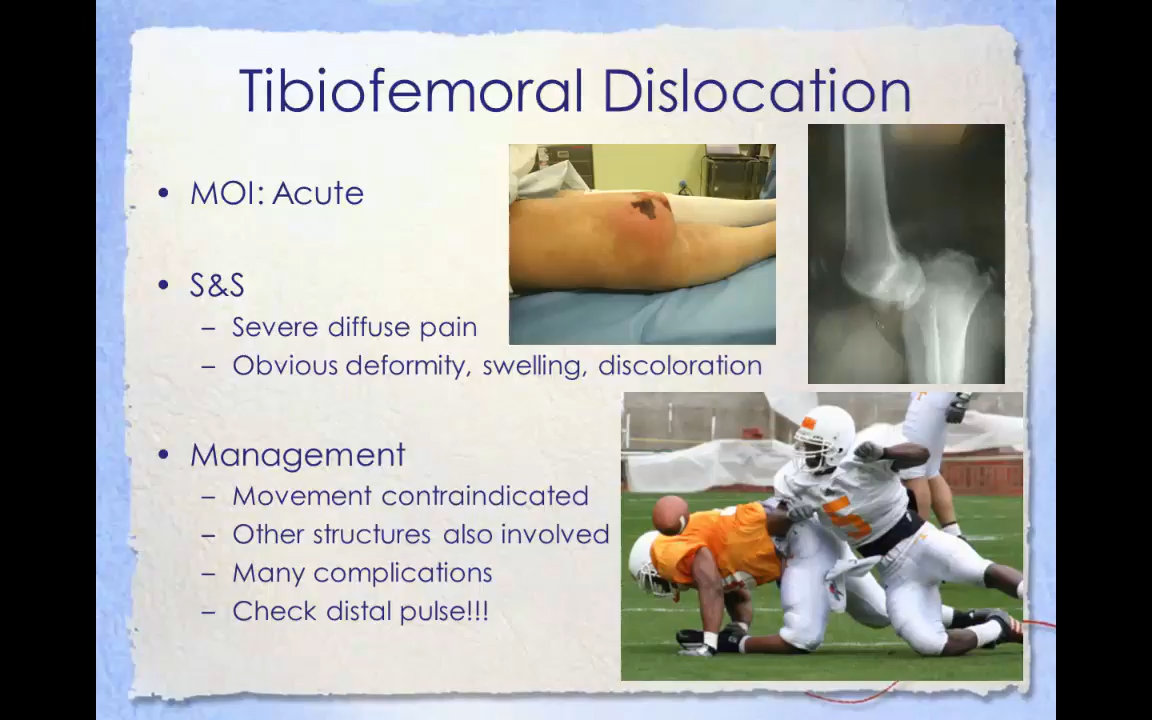 Tibiofemoral Dislocation
• MOI: Acute
• S&S
– Severe diffuse pain
– Obvious deformity, swelling, discoloration
• Management
– Movement contraindicated
– Other structures also involved
– Many complications
– Check distal pulse!!!
5